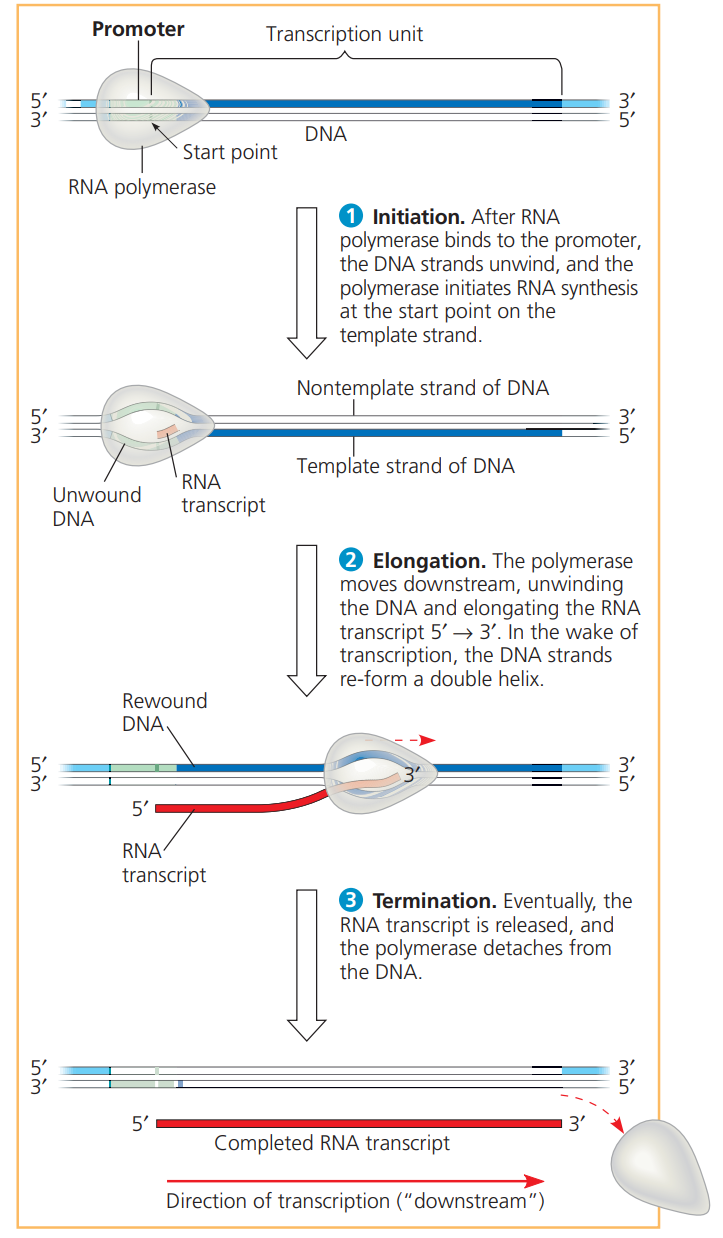 Promoter
Transcription unit
5′ 3′
3′ 5′
DNA
Start point
RNA polymerase
1 Initiation. After RNA
polymerase binds to the promoter,
the DNA strands unwind, and the
polymerase initiates RNA synthesis
at the start point on the
template strand.
Nontemplate strand of DNA
5′ 3′
3′ 5′
Template strand of DNA
RNA
transcript
Unwound
DNA
2 Elongation. The polymerase
moves downstream, unwinding
the DNA and elongating the RNA
transcript 5′ → 3′. In the wake of
transcription, the DNA strands
re-form a double helix.
Rewound
DNA
5′ 3′
3′ 3′ 5′
5′
RNA
transcript
3 Termination. Eventually, the
RNA transcript is released, and
the polymerase detaches from
the DNA.
5′ 3′
3′ 5′
5′ 3′
Completed RNA transcript
Direction of transcription (“downstream”)